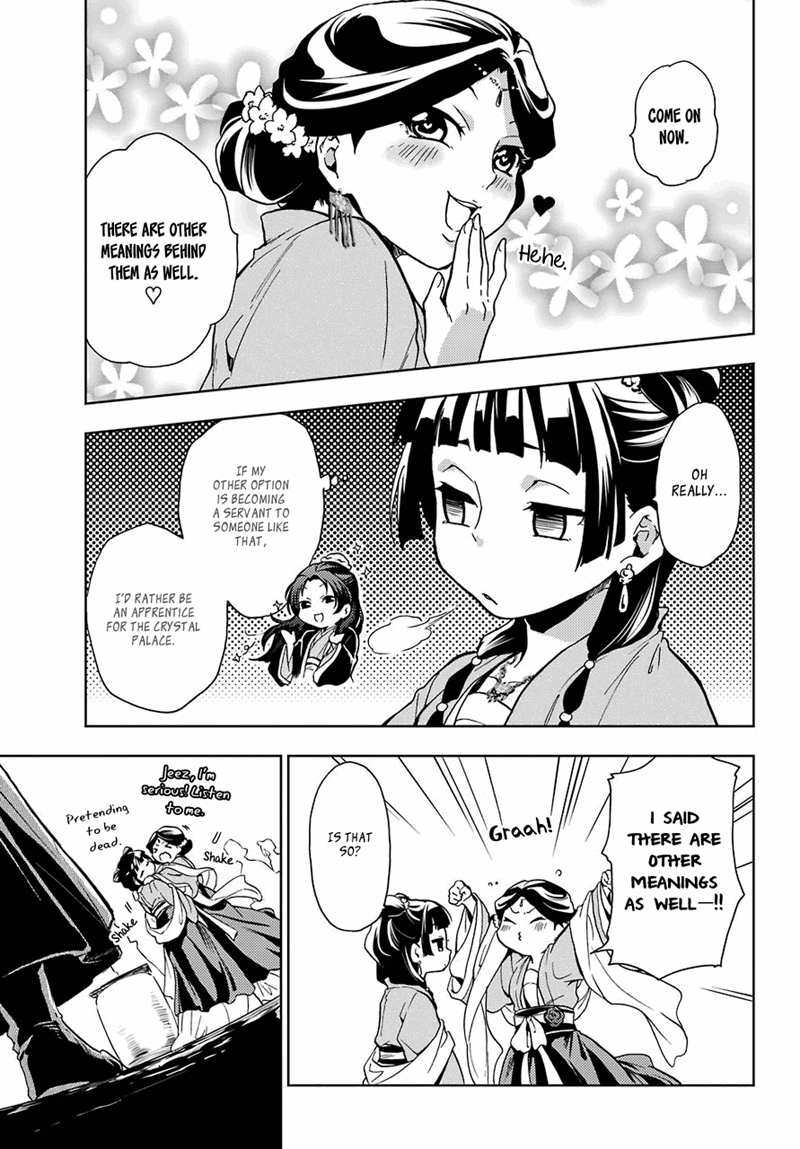 COME ON
NOW.
THERE ARE OTHER
MEANINGS BEHIND
THEM AS WELL.
♡
Hehe.
OH
REALLY...
IF MY
OTHER OPTION
IS BECOMING
A SERVANT TO
SOMEONE LIKE
THAT,
I'D RATHER BE
AN APPRENTICE
FOR THE CRYSTAL
PALACE.
I SAID
THERE ARE
OTHER
MEANINGS
AS WELL—!!
Graah!
IS THAT
SO?
Jeez, I'm
serious! Listen
to me.
Pretending
to be
dead.
Shake
Shake